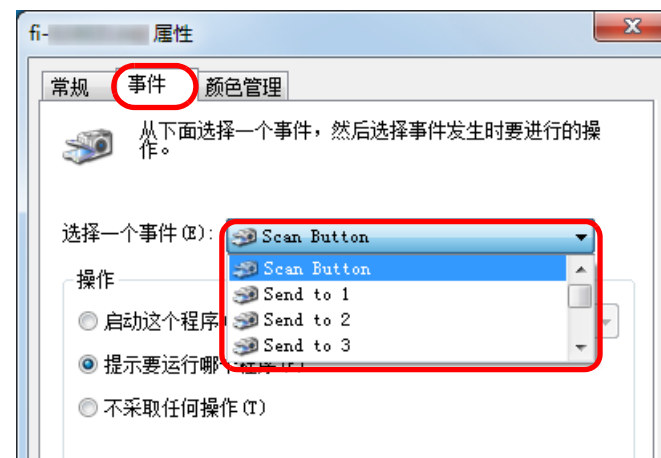 fi- 属性
常规 事件 颜色管理
从下面选择一个事件，然后选择事件发生时要进行的操
作。
选择一个事件(E): Scan Button
Scan Button
Send to 1
Send to 2
Send to 3
操作
启动这个程序
提示要运行哪个程序
不采取任何操作(T)